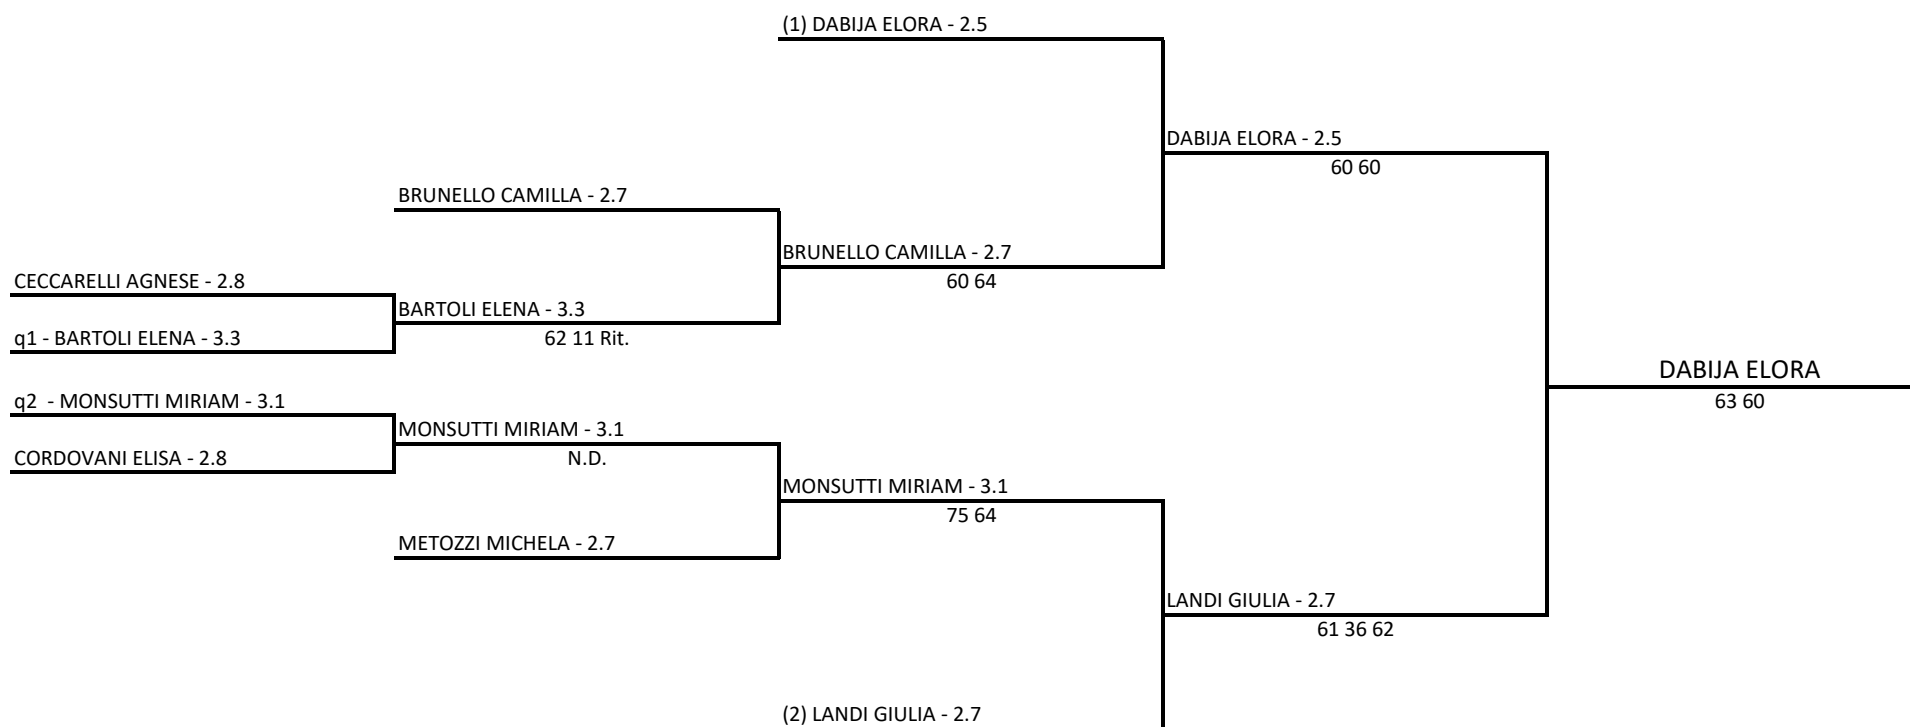 (1) DABIJA ELORA - 2.5
DABIJA ELORA - 2.5
60 60
BRUNELLO CAMILLA - 2.7
BRUNELLO CAMILLA - 2.7
60 64
CECCARELLI AGNESE - 2.8
BARTOLI ELENA - 3.3
62 11 Rit.
q1 - BARTOLI ELENA - 3.3
DABIJA ELORA
63 60
q2  - MONSUTTI MIRIAM - 3.1
MONSUTTI MIRIAM - 3.1
N.D.
CORDOVANI ELISA - 2.8
MONSUTTI MIRIAM - 3.1
75 64
METOZZI MICHELA - 2.7
LANDI GIULIA - 2.7
61 36 62
(2) LANDI GIULIA - 2.7